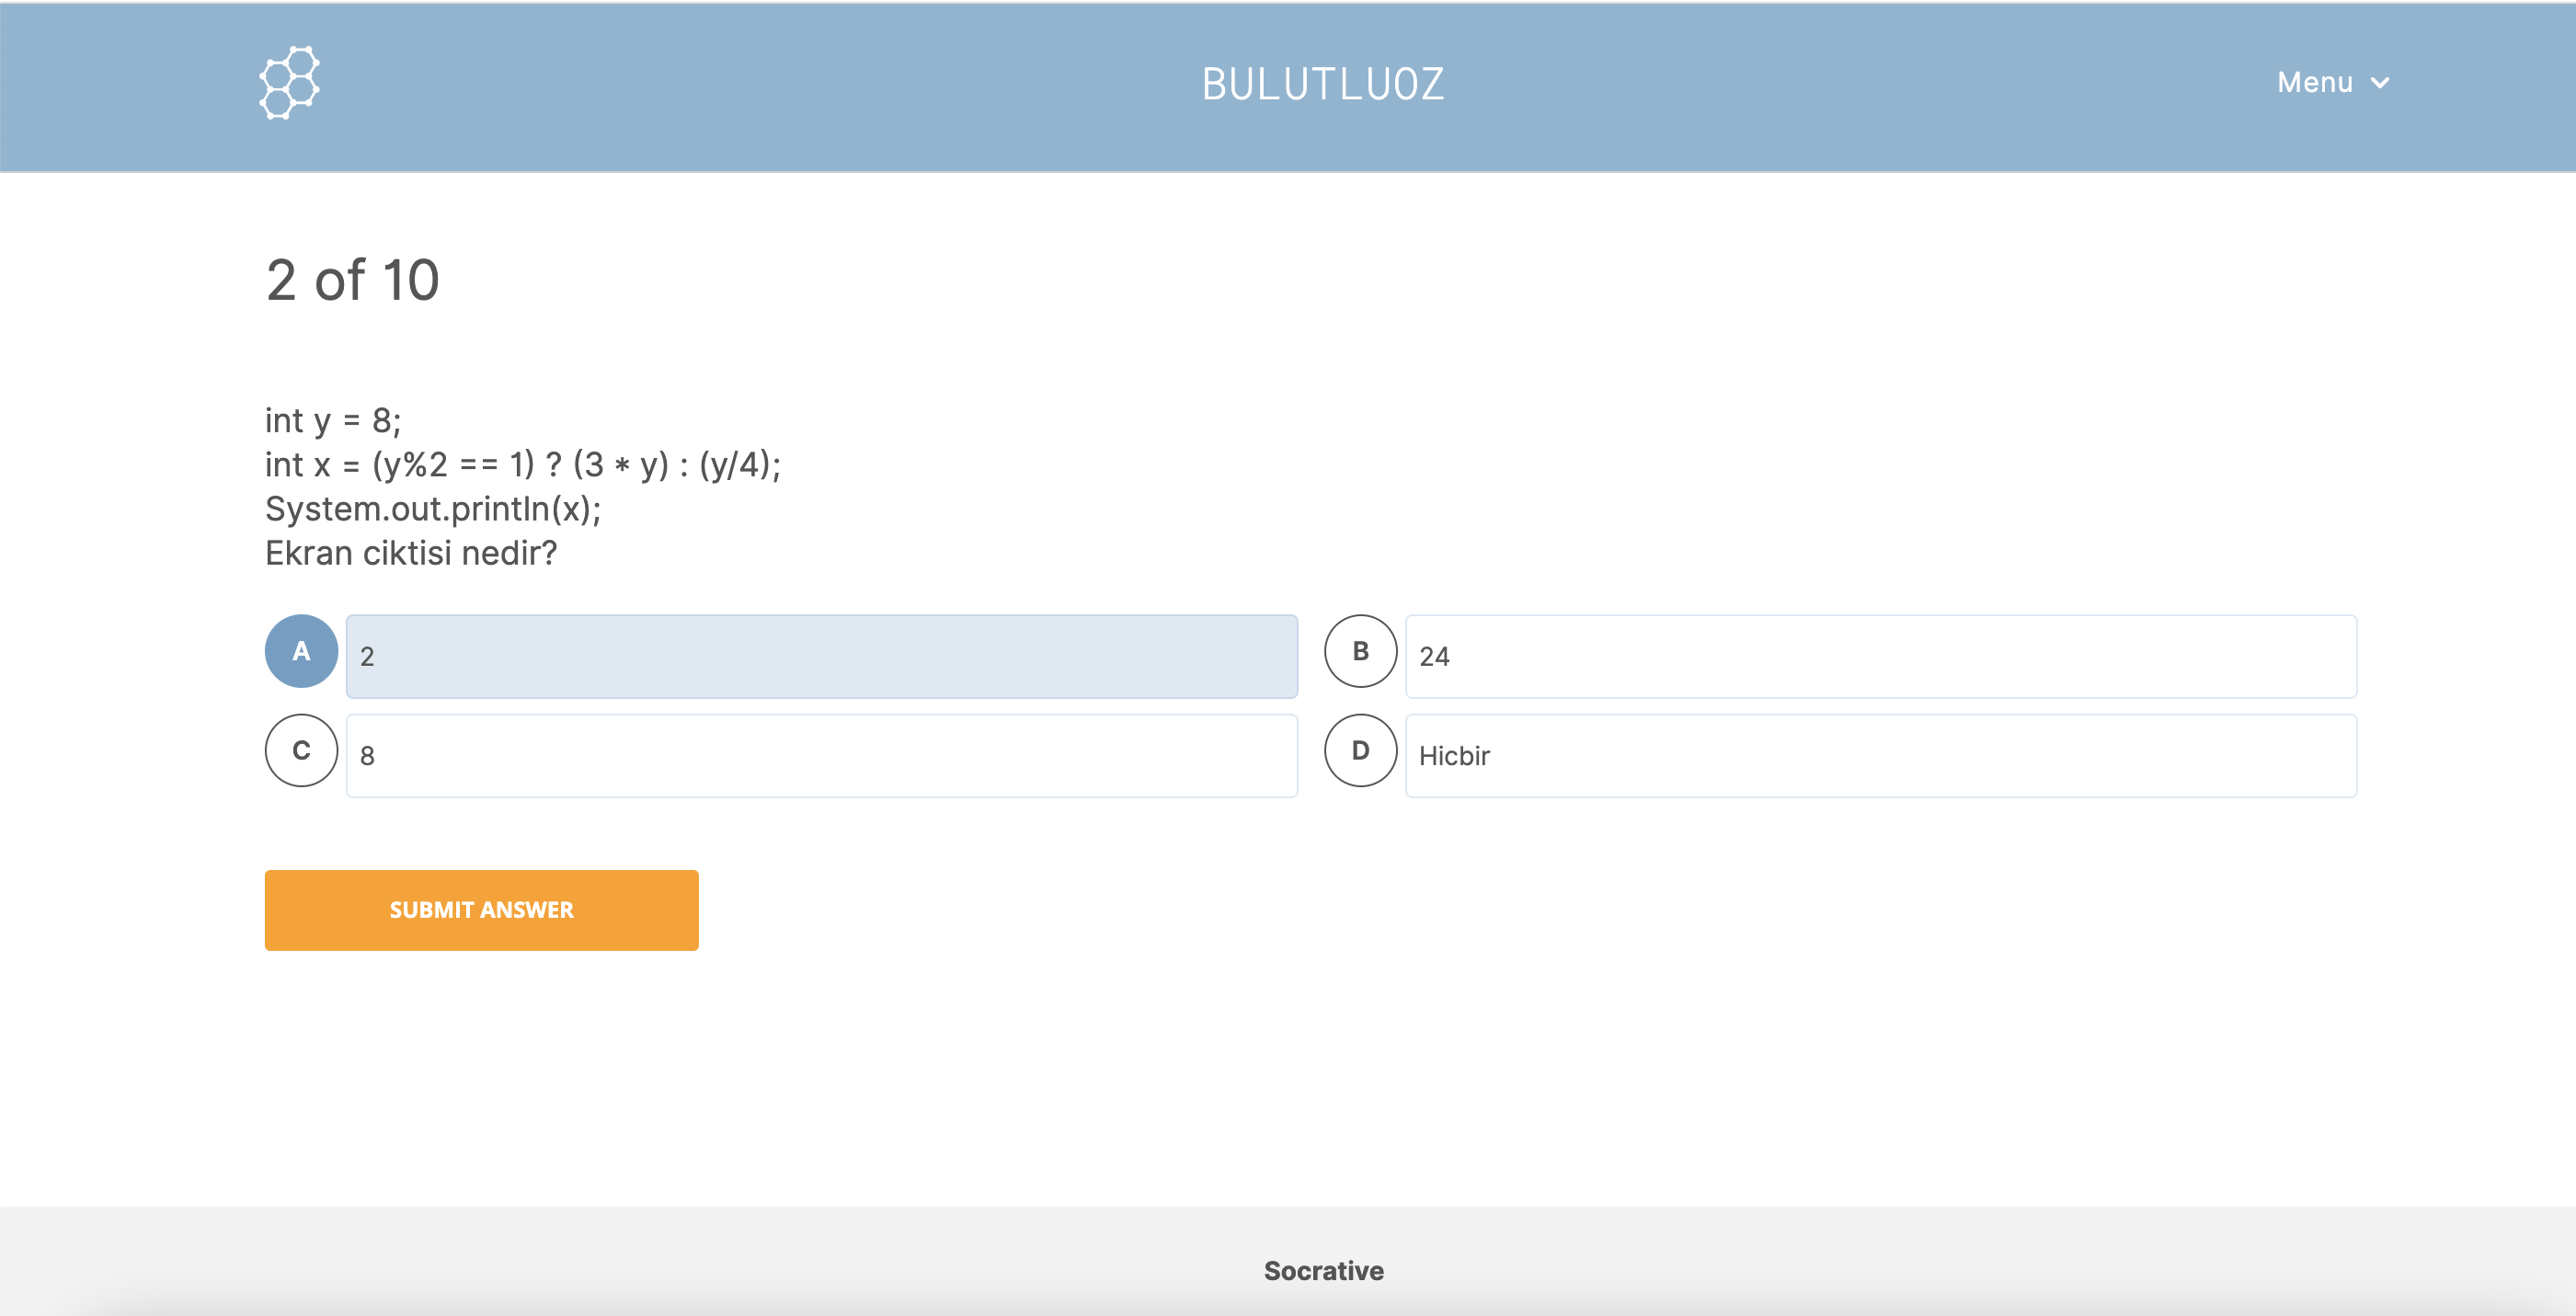 BULUTLUOZ
Menu
2 of 10
int y = 8;
int x = (y%2 == 1) ? (3 * y) : (y/4);
System.out.println(x);
Ekran ciktisi nedir?
A 2
B 24
C 8
D Hicbir
SUBMIT ANSWER
Socrative